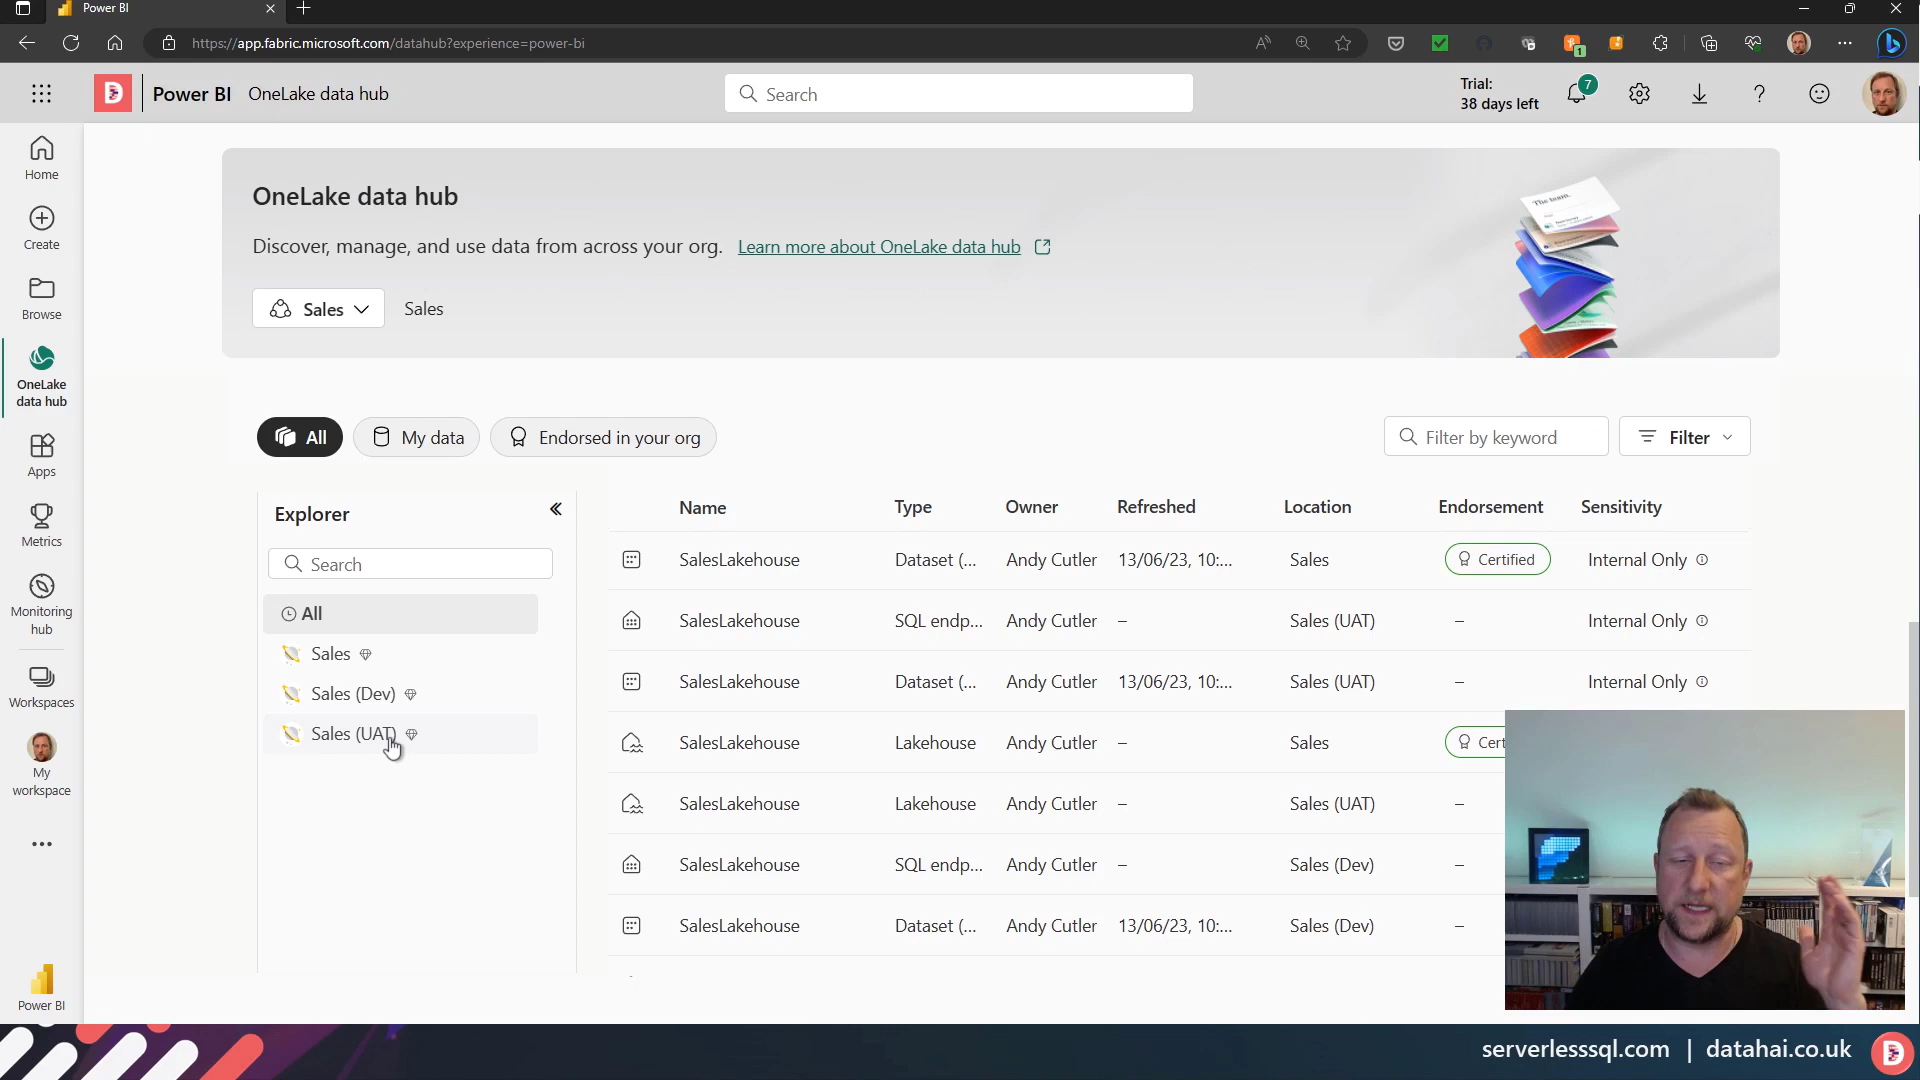 Power BI
https://app.fabric.microsoft.com/datahub?experience=power-bi
1
Power BI OneLake data hub
Search
Trial:
38 days left
7
Home
Create
Browse
OneLake
data hub
Apps
Metrics
Monitoring
hub
Workspaces
My
workspace
Power BI
OneLake data hub
Discover, manage, and use data from across your org. Learn more about OneLake data hub
Sales Sales
The team.
All My data Endorsed in your org
Filter by keyword Filter
Explorer
Search
All
Sales
Sales (Dev)
Sales (UAT)
Name Type Owner Refreshed Location Endorsement Sensitivity
SalesLakehouse Dataset (... Andy Cutler 13/06/23, 10:... Sales Certified Internal Only
SalesLakehouse SQL endp... Andy Cutler – Sales (UAT) – Internal Only
SalesLakehouse Dataset (... Andy Cutler 13/06/23, 10:... Sales (UAT) – Internal Only
SalesLakehouse Lakehouse Andy Cutler – Sales Cert
SalesLakehouse Lakehouse Andy Cutler – Sales (UAT) –
SalesLakehouse SQL endp... Andy Cutler – Sales (Dev) –
SalesLakehouse Dataset (... Andy Cutler 13/06/23, 10:... Sales (Dev) –
serverlesssql.com | datahai.co.uk